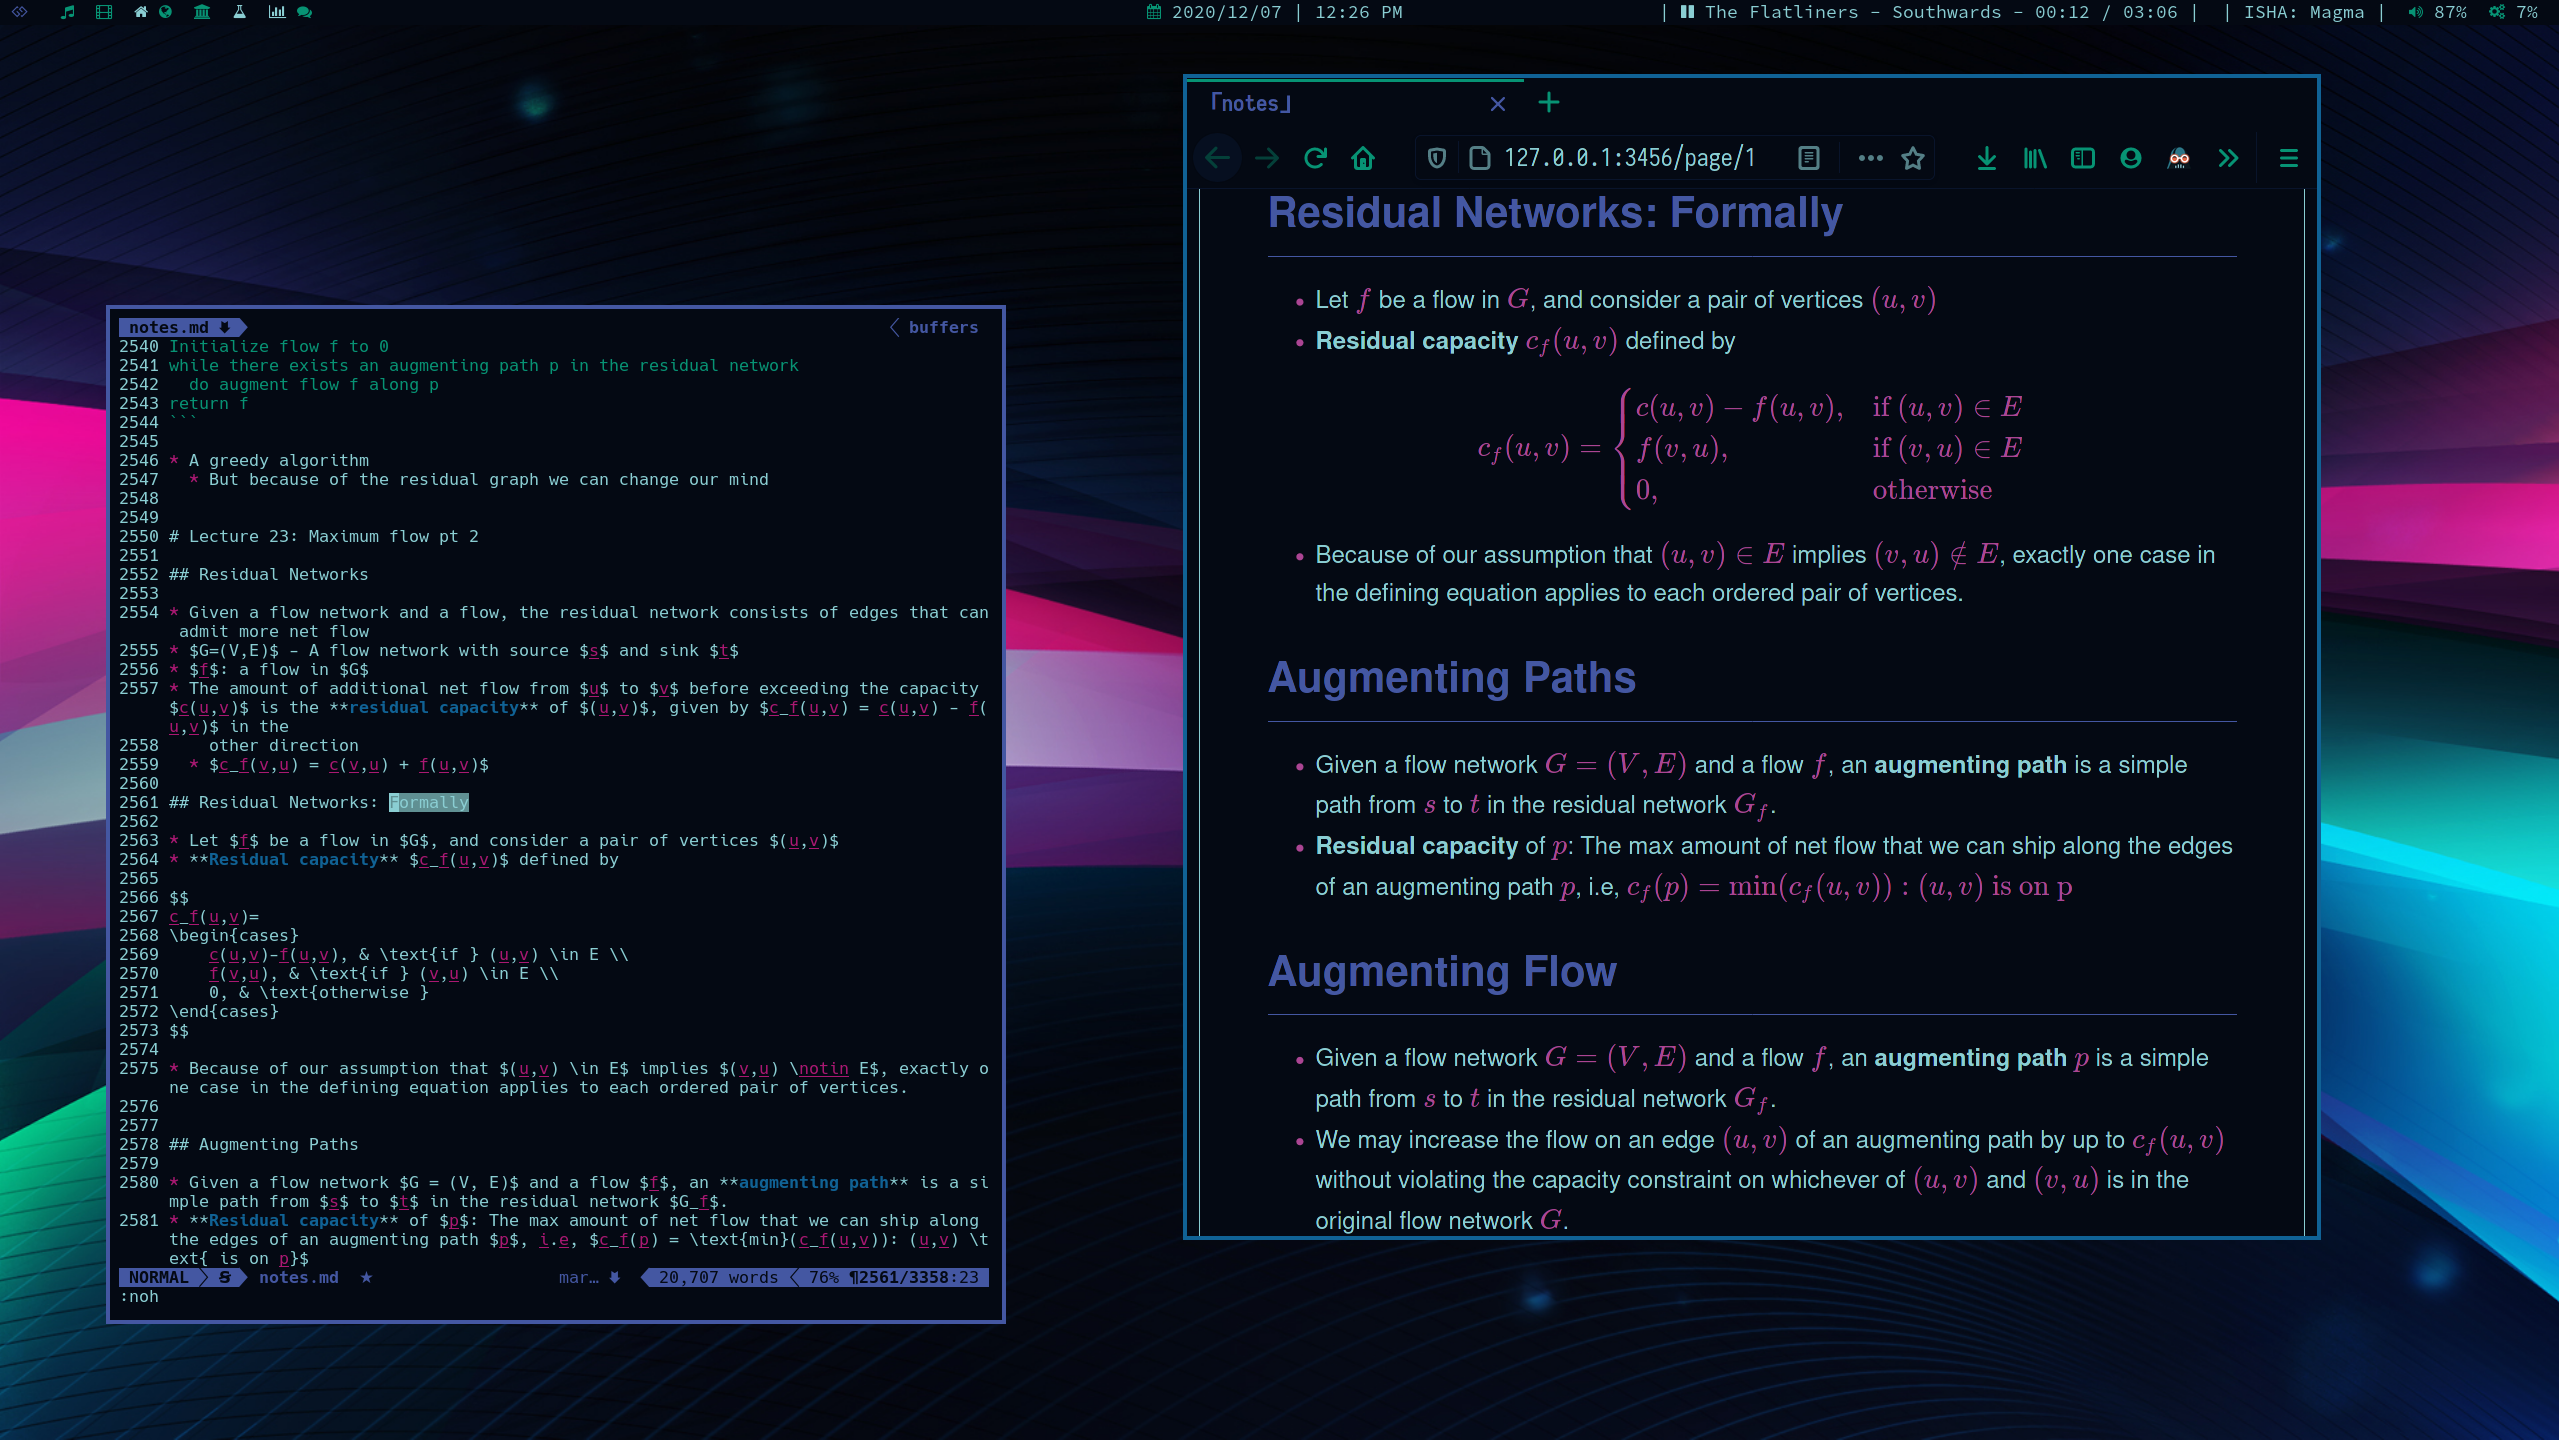 2020/12/07 | 12:26 PM
| The Flatliners - Southwards - 00:12 / 03:06 | | ISHA: Magma | 87% 7%
notes.md
buffers
2540 Initialize flow f to 0
2541 while there exists an augmenting path p in the residual network
2542   do augment flow f along p
2543 return f
2544 ```
2545
2546 * A greedy algorithm
2547   * But because of the residual graph we can change our mind
2548
2549
2550 # Lecture 23: Maximum flow pt 2
2551
2552 ## Residual Networks
2553
2554 * Given a flow network and a flow, the residual network consists of edges that can
admit more net flow
2555 * $G=(V,E)$ - A flow network with source $s$ and sink $t$
2556 * $f$: a flow in $G$
2557 * The amount of additional net flow from $u$ to $v$ before exceeding the capacity
$c(u,v)$ is the **residual capacity** of $(u,v)$, given by $c_f(u,v) = c(u,v) - f(
u,v)$ in the
2558     other direction
2559   * $c_f(v,u) = c(v,u) + f(u,v)$
2560
2561 ## Residual Networks: Formally
2562
2563 * Let $f$ be a flow in $G$, and consider a pair of vertices $(u,v)$
2564 * **Residual capacity** $c_f(u,v)$ defined by
2565
2566 $$
2567 c_f(u,v)=
2568 \begin{cases}
2569     c(u,v)-f(u,v), & \text{if } (u,v) \in E \\
2570     f(v,u), & \text{if } (v,u) \in E \\
2571     0, & \text{otherwise }
2572 \end{cases}
2573 $$
2574
2575 * Because of our assumption that $(u,v) \in E$ implies $(v,u) \notin E$, exactly o
ne case in the defining equation applies to each ordered pair of vertices.
2576
2577
2578 ## Augmenting Paths
2579
2580 * Given a flow network $G = (V, E)$ and a flow $f$, an **augmenting path** is a si
mple path from $s$ to $t$ in the residual network $G_f$.
2581 * **Residual capacity** of $p$: The max amount of net flow that we can ship along
the edges of an augmenting path $p$, i.e, $c_f(p) = \text{min}(c_f(u,v)): (u,v) \t
ext{ is on p}$
NORMAL S notes.md ★ mar… 20,707 words 76% ¶2561/3358:23
:noh
「notes」
127.0.0.1:3456/page/1
Residual Networks: Formally
• Let f be a flow in G, and consider a pair of vertices (u, v)
• Residual capacity c_f(u, v) defined by
c(u, v) − f(u, v), if (u, v) ∈ E
c_f(u, v) = { f(v, u), if (v, u) ∈ E
0, otherwise
• Because of our assumption that (u, v) ∈ E implies (v, u) ∉ E, exactly one case in
the defining equation applies to each ordered pair of vertices.
Augmenting Paths
• Given a flow network G = (V, E) and a flow f, an augmenting path is a simple
path from s to t in the residual network G_f.
• Residual capacity of p: The max amount of net flow that we can ship along the edges
of an augmenting path p, i.e, c_f(p) = min(c_f(u, v)) : (u, v) is on p
Augmenting Flow
• Given a flow network G = (V, E) and a flow f, an augmenting path p is a simple
path from s to t in the residual network G_f.
• We may increase the flow on an edge (u, v) of an augmenting path by up to c_f(u, v)
without violating the capacity constraint on whichever of (u, v) and (v, u) is in the
original flow network G.